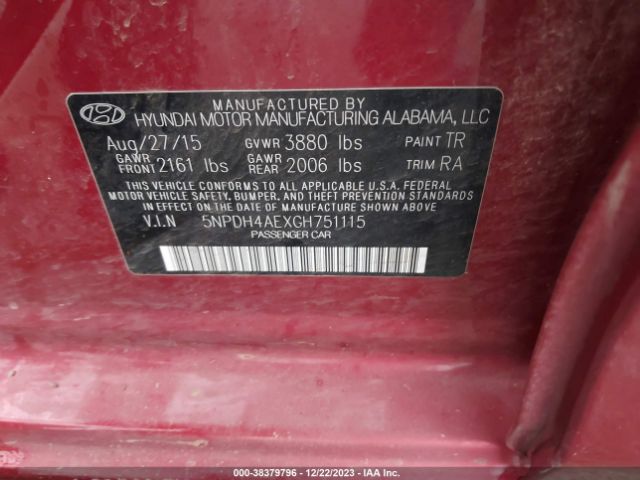 MANUFACTURED BY
HYUNDAI MOTOR MANUFACTURING ALABAMA, LLC
Aug/27/15 GVWR 3880 lbs PAINT TR
GAWR FRONT 2161 lbs GAWR REAR 2006 lbs TRIM RA
THIS VEHICLE CONFORMS TO ALL APPLICABLE U.S.A. FEDERAL
MOTOR VEHICLE SAFETY, BUMPER, AND THEFT PREVENTION STANDARDS
IN EFFECT ON THE DATE OF MANUFACTURE SHOWN ABOVE.
V.I.N 5NPDH4AEXGH751115
PASSENGER CAR
000-38379796 - 12/22/2023 - IAA Inc.